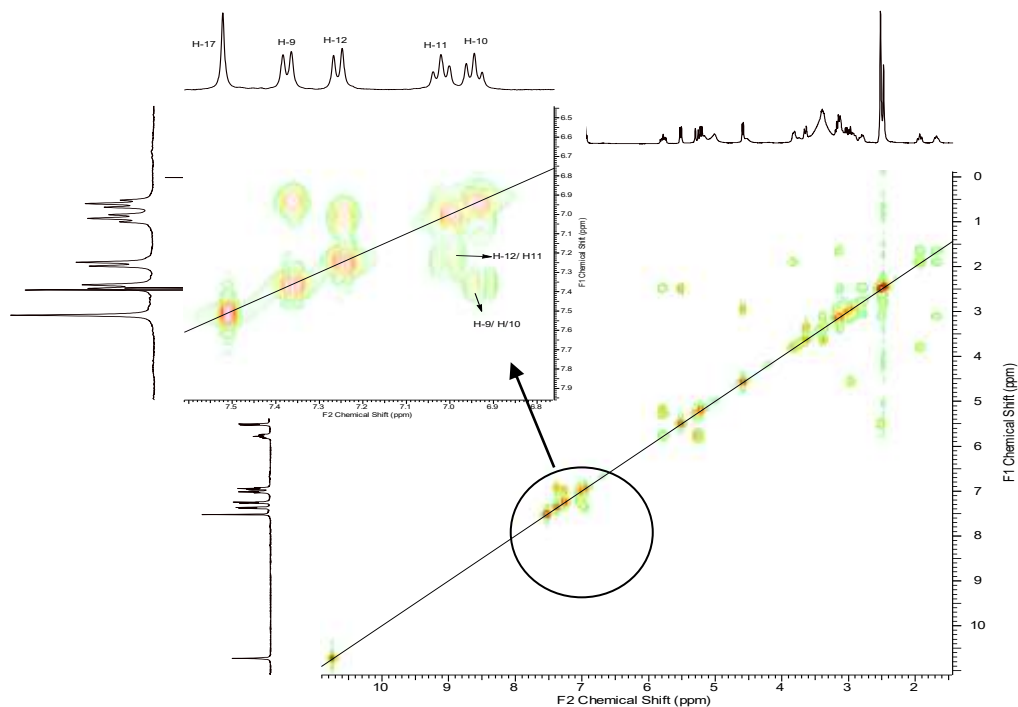 H-17
H-9
H-12
H-11
H-10
6.5
6.6
6.7
6.8
6.9
7.0
7.1
7.2
7.3
7.4
7.5
7.6
7.7
7.8
7.9
F1 Chemical Shift (ppm)
H-12/ H11
H-9/ H/10
7.5 7.4 7.3 7.2 7.1 7.0 6.9 6.8
F2 Chemical Shift (ppm)
0
1
2
3
4
5
6
7
8
9
10
F1 Chemical Shift (ppm)
10 9 8 7 6 5 4 3 2
F2 Chemical Shift (ppm)